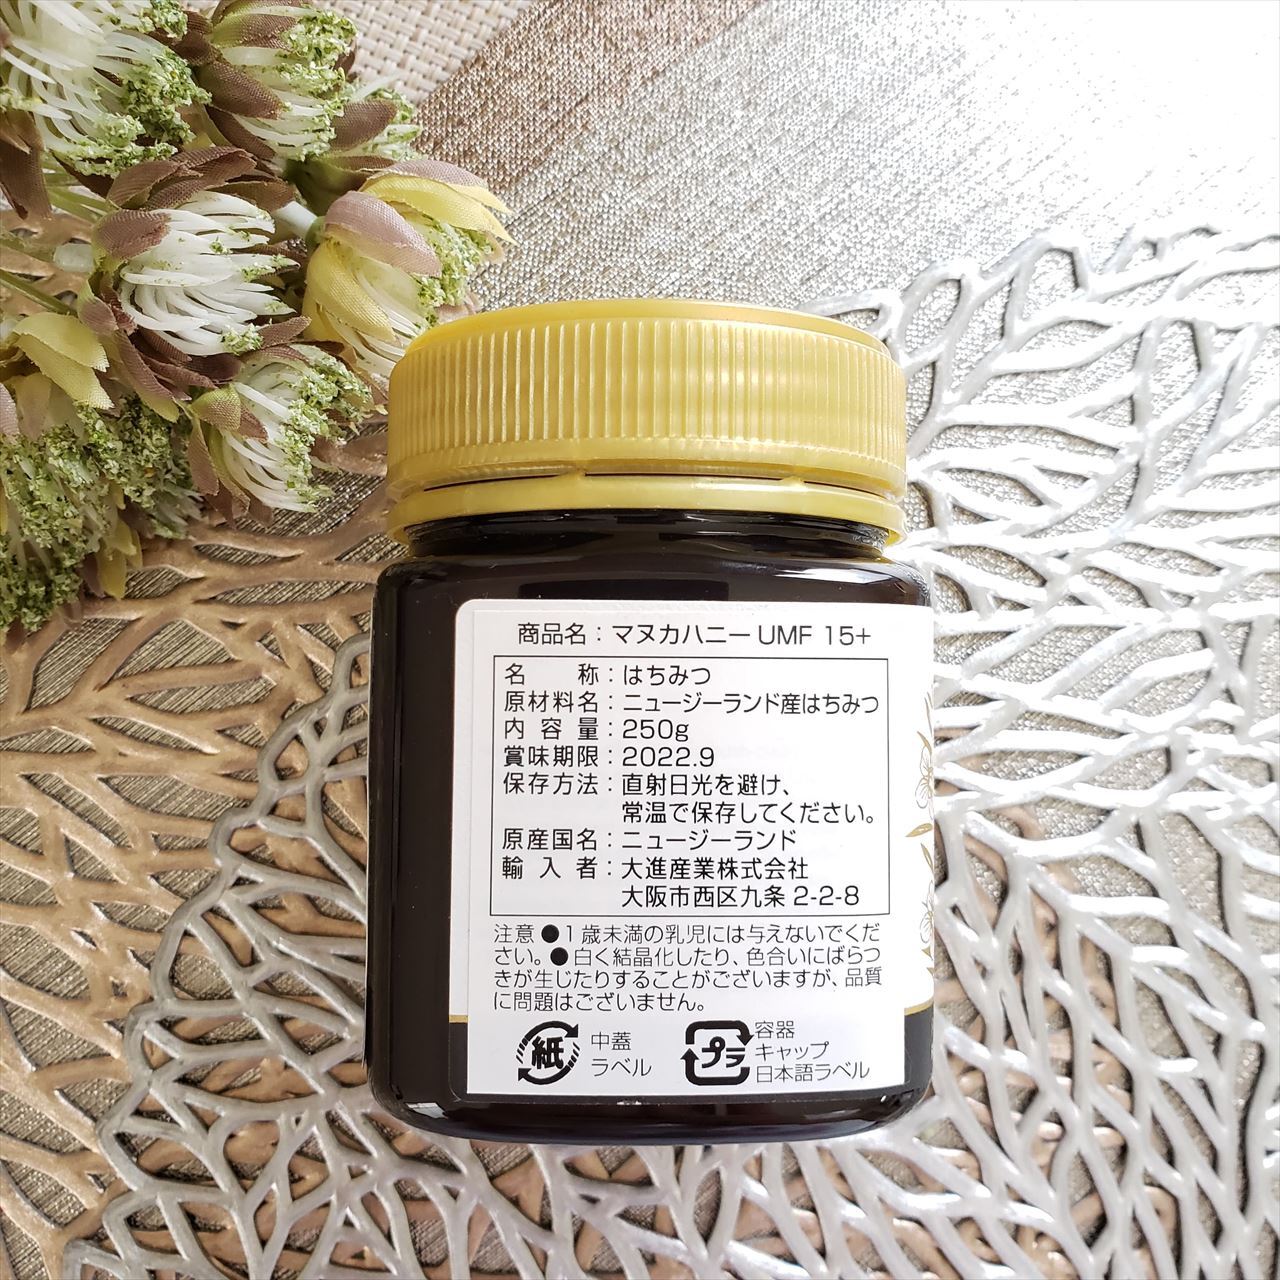 商品名：マヌカハニー UMF 15+
名　　称：はちみつ
原材料名：ニュージーランド産はちみつ
内 容 量：250g
賞味期限：2022.9
保存方法：直射日光を避け、
常温で保存してください。
原産国名：ニュージーランド
輸 入 者：大進産業株式会社
大阪市西区九条 2-2-8
注意 ●1 歳未満の乳児には与えないでくだ
さい。●白く結晶化したり、色合いにばらつ
きが生じたりすることがございますが、品質
に問題はございません。
紙
中蓋
ラベル
プラ
容器
キャップ
日本語ラベル